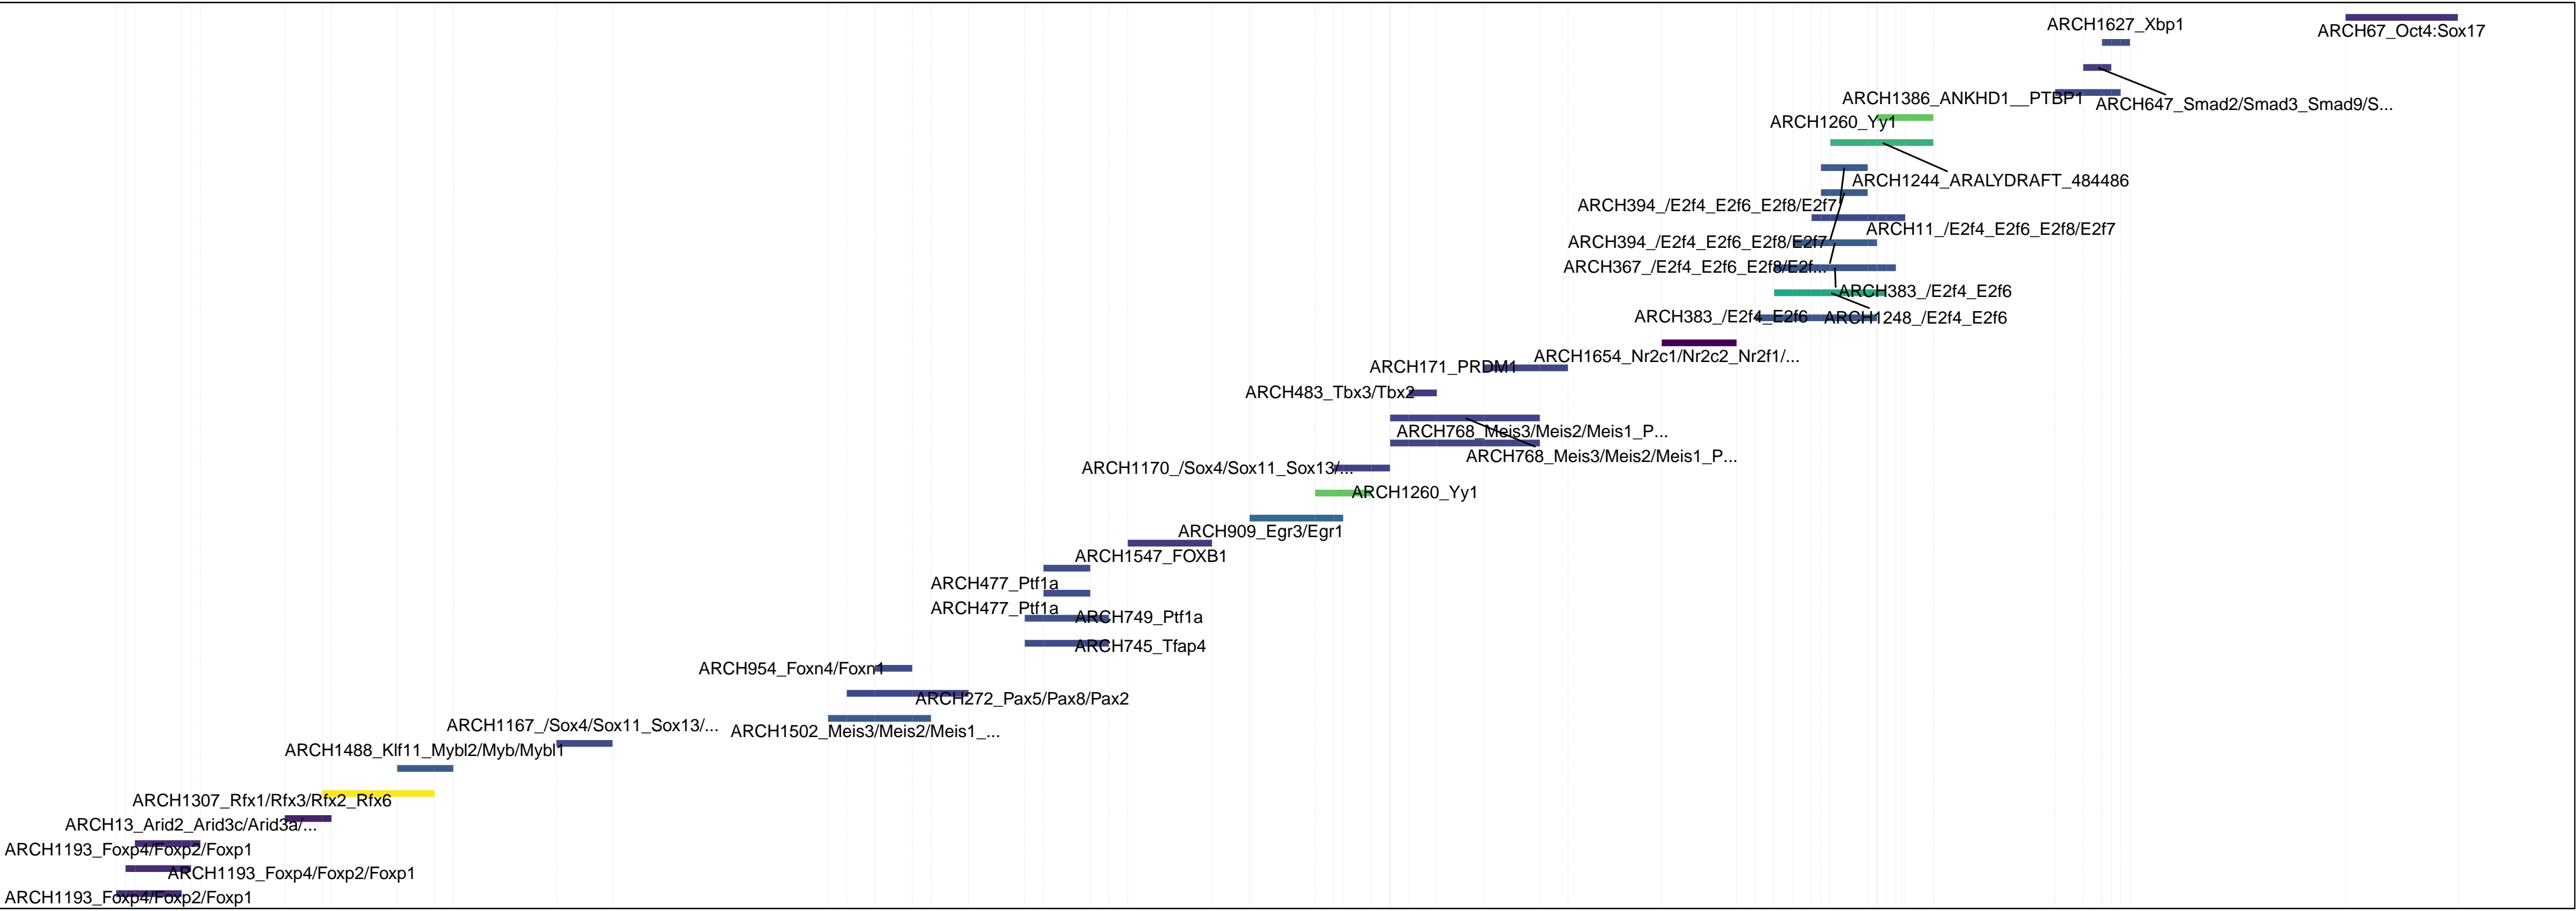 ARCH67_Oct4:Sox17
ARCH1627_Xbp1
ARCH647_Smad2/Smad3_Smad9/S...
ARCH1386_ANKHD1__PTBP1
ARCH1260_Yy1
ARCH1244_ARALYDRAFT_484486
ARCH394_/E2f4_E2f6_E2f8/E2f7
ARCH11_/E2f4_E2f6_E2f8/E2f7
ARCH394_/E2f4_E2f6_E2f8/E2f7
ARCH367_/E2f4_E2f6_E2f8/E2f...
ARCH383_/E2f4_E2f6
ARCH383_/E2f4_E2f6
ARCH1248_/E2f4_E2f6
ARCH1654_Nr2c1/Nr2c2_Nr2f1/...
ARCH171_PRDM1
ARCH483_Tbx3/Tbx2
ARCH768_Meis3/Meis2/Meis1_P...
ARCH768_Meis3/Meis2/Meis1_P...
ARCH1170_/Sox4/Sox11_Sox13/...
ARCH1260_Yy1
ARCH909_Egr3/Egr1
ARCH1547_FOXB1
ARCH477_Ptf1a
ARCH477_Ptf1a
ARCH749_Ptf1a
ARCH745_Tfap4
ARCH954_Foxn4/Foxn1
ARCH272_Pax5/Pax8/Pax2
ARCH1167_/Sox4/Sox11_Sox13/...
ARCH1502_Meis3/Meis2/Meis1_...
ARCH1488_Klf11_Mybl2/Myb/Mybl1
ARCH1307_Rfx1/Rfx3/Rfx2_Rfx6
ARCH13_Arid2_Arid3c/Arid3a/...
ARCH1193_Foxp4/Foxp2/Foxp1
ARCH1193_Foxp4/Foxp2/Foxp1
ARCH1193_Foxp4/Foxp2/Foxp1